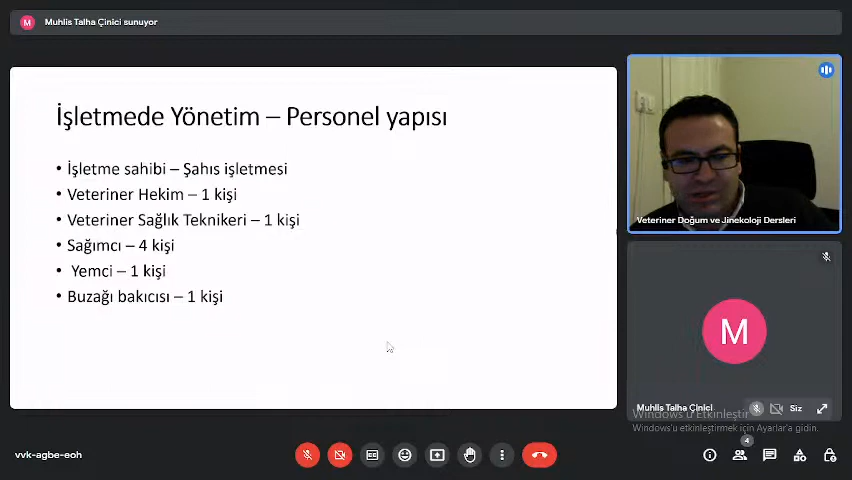 M
Muhlis Talha Çinici sunuyor
İşletmede Yönetim – Personel yapısı
• İşletme sahibi – Şahıs işletmesi
• Veteriner Hekim – 1 kişi
• Veteriner Sağlık Teknikeri – 1 kişi
• Sağımcı – 4 kişi
• Yemci – 1 kişi
• Buzağı bakıcısı – 1 kişi
Veteriner Doğum ve Jinekoloji Dersleri
M
Muhlis Talha Çinici
Siz
Windows'u Etkinleştir
Windows'u etkinleştirmek için Ayarlar'a gidin.
vvk-agbe-eoh
4